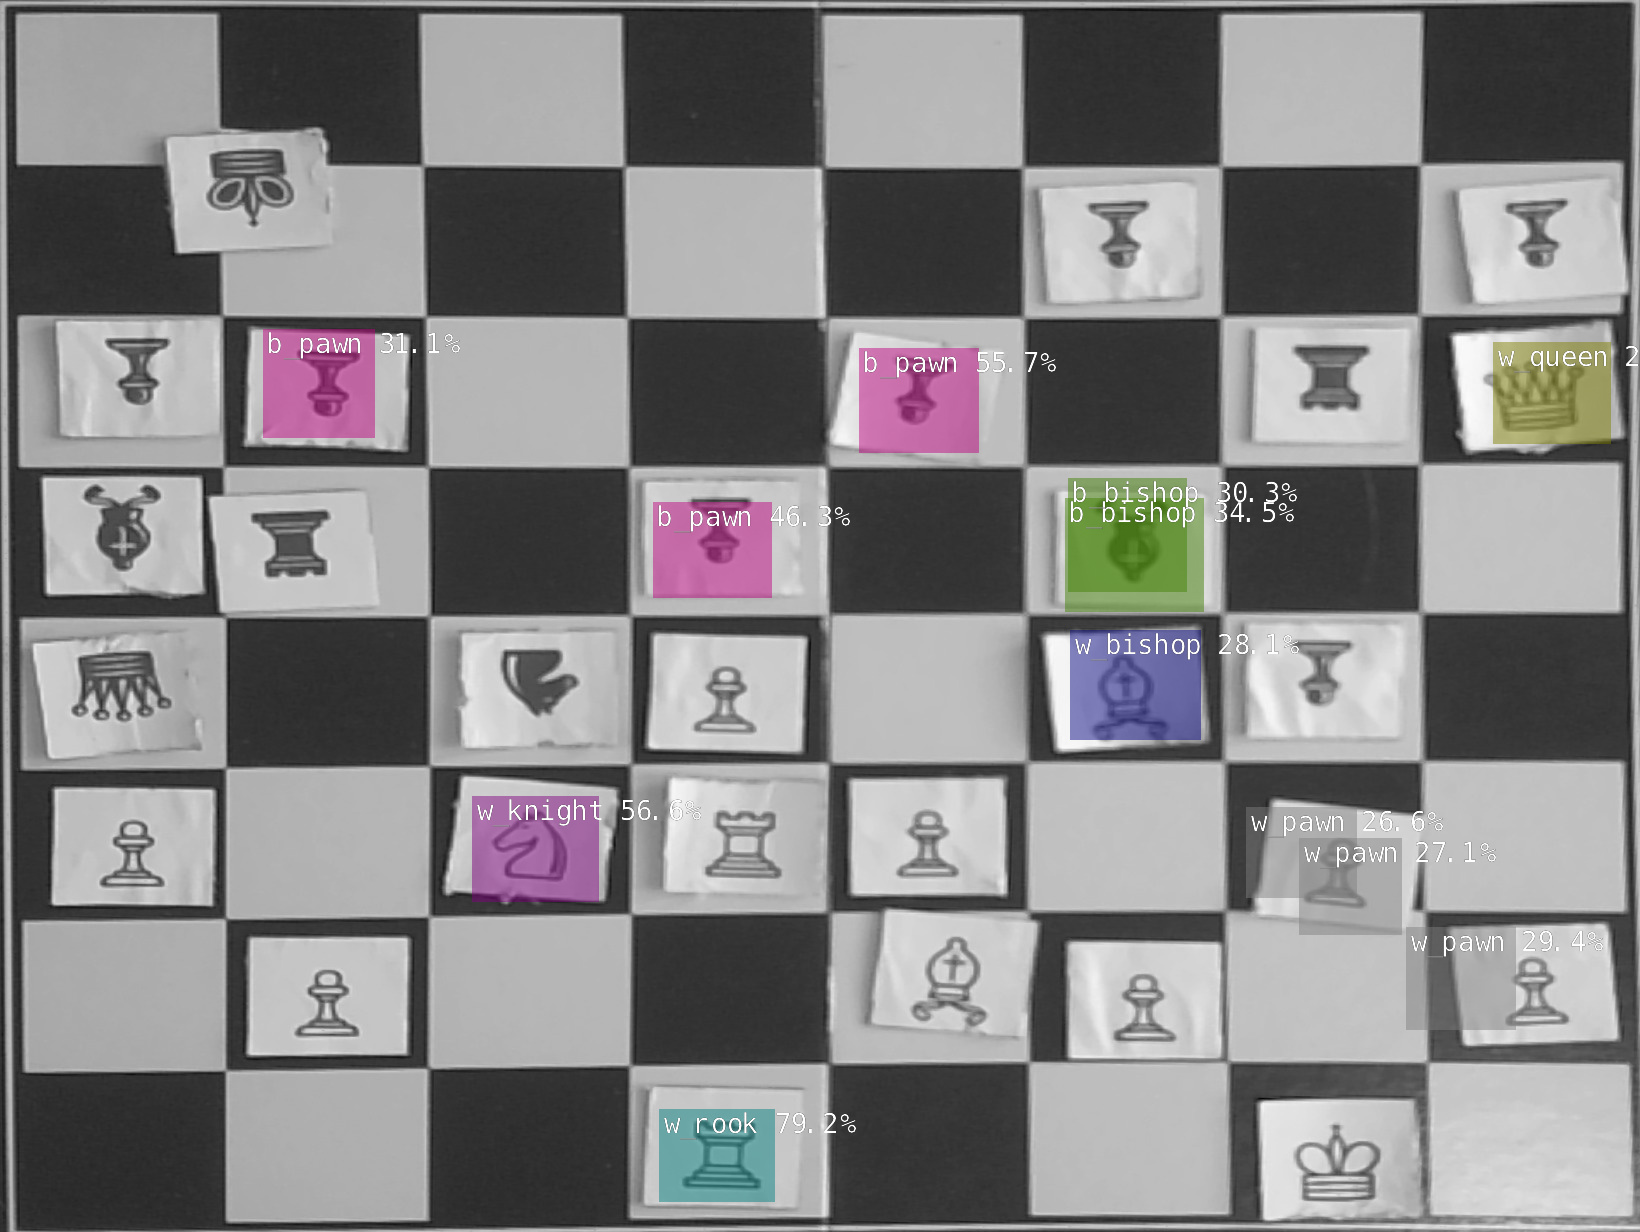 b_pawn 31.1%
b_pawn 55.7%
w_queen 2
b_pawn 46.3%
b_bishop 30.3%
b_bishop 34.5%
w_bishop 28.1%
w_knight 56.6%
w_pawn 26.6%
w_pawn 27.1%
w_pawn 29.4%
w_rook 79.2%